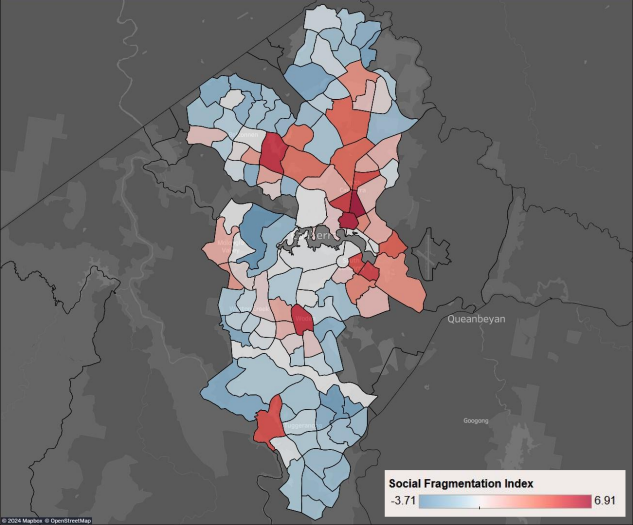 Queanbeyan
Googong
Social Fragmentation Index
-3.71
6.91
© 2024 Mapbox © OpenStreetMap